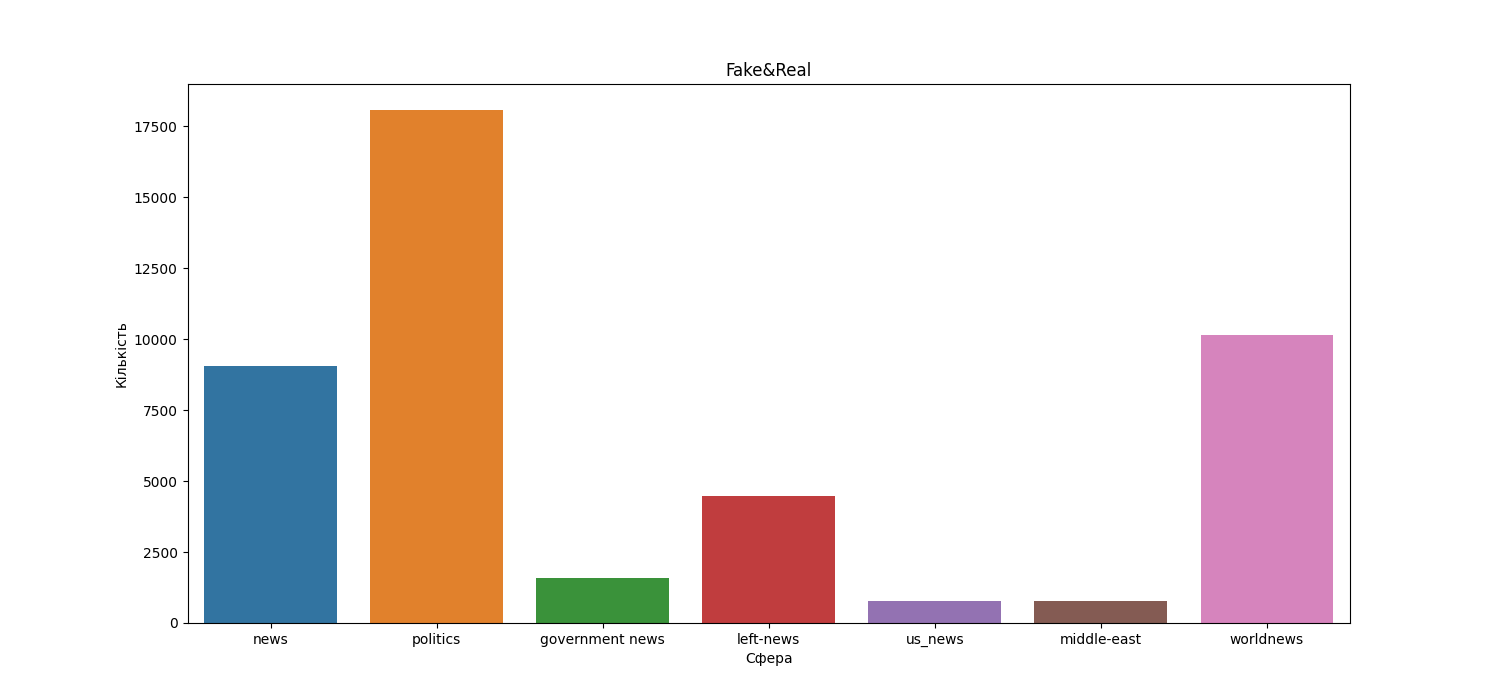 Fake&Real
Кількість
17500
15000
12500
10000
7500
5000
2500
0
news politics government news left-news us_news middle-east worldnews
Сфера